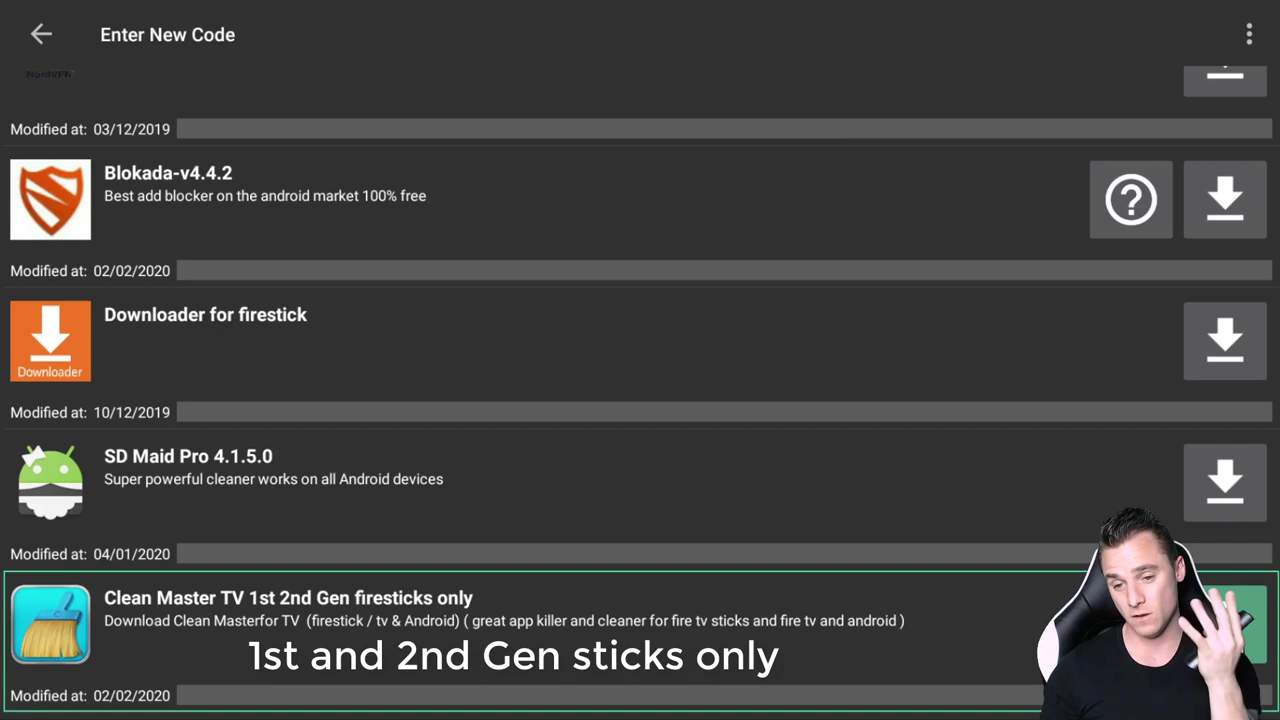 Enter New Code
NordVPN
Modified at: 03/12/2019
Blokada-v4.4.2
Best add blocker on the android market 100% free
Modified at: 02/02/2020
Downloader for firestick
Downloader
Modified at: 10/12/2019
SD Maid Pro 4.1.5.0
Super powerful cleaner works on all Android devices
Modified at: 04/01/2020
Clean Master TV 1st 2nd Gen firesticks only
Download Clean Masterfor TV (firestick / tv & Android) ( great app killer and cleaner for fire tv sticks and fire tv and android )
1st and 2nd Gen sticks only
Modified at: 02/02/2020